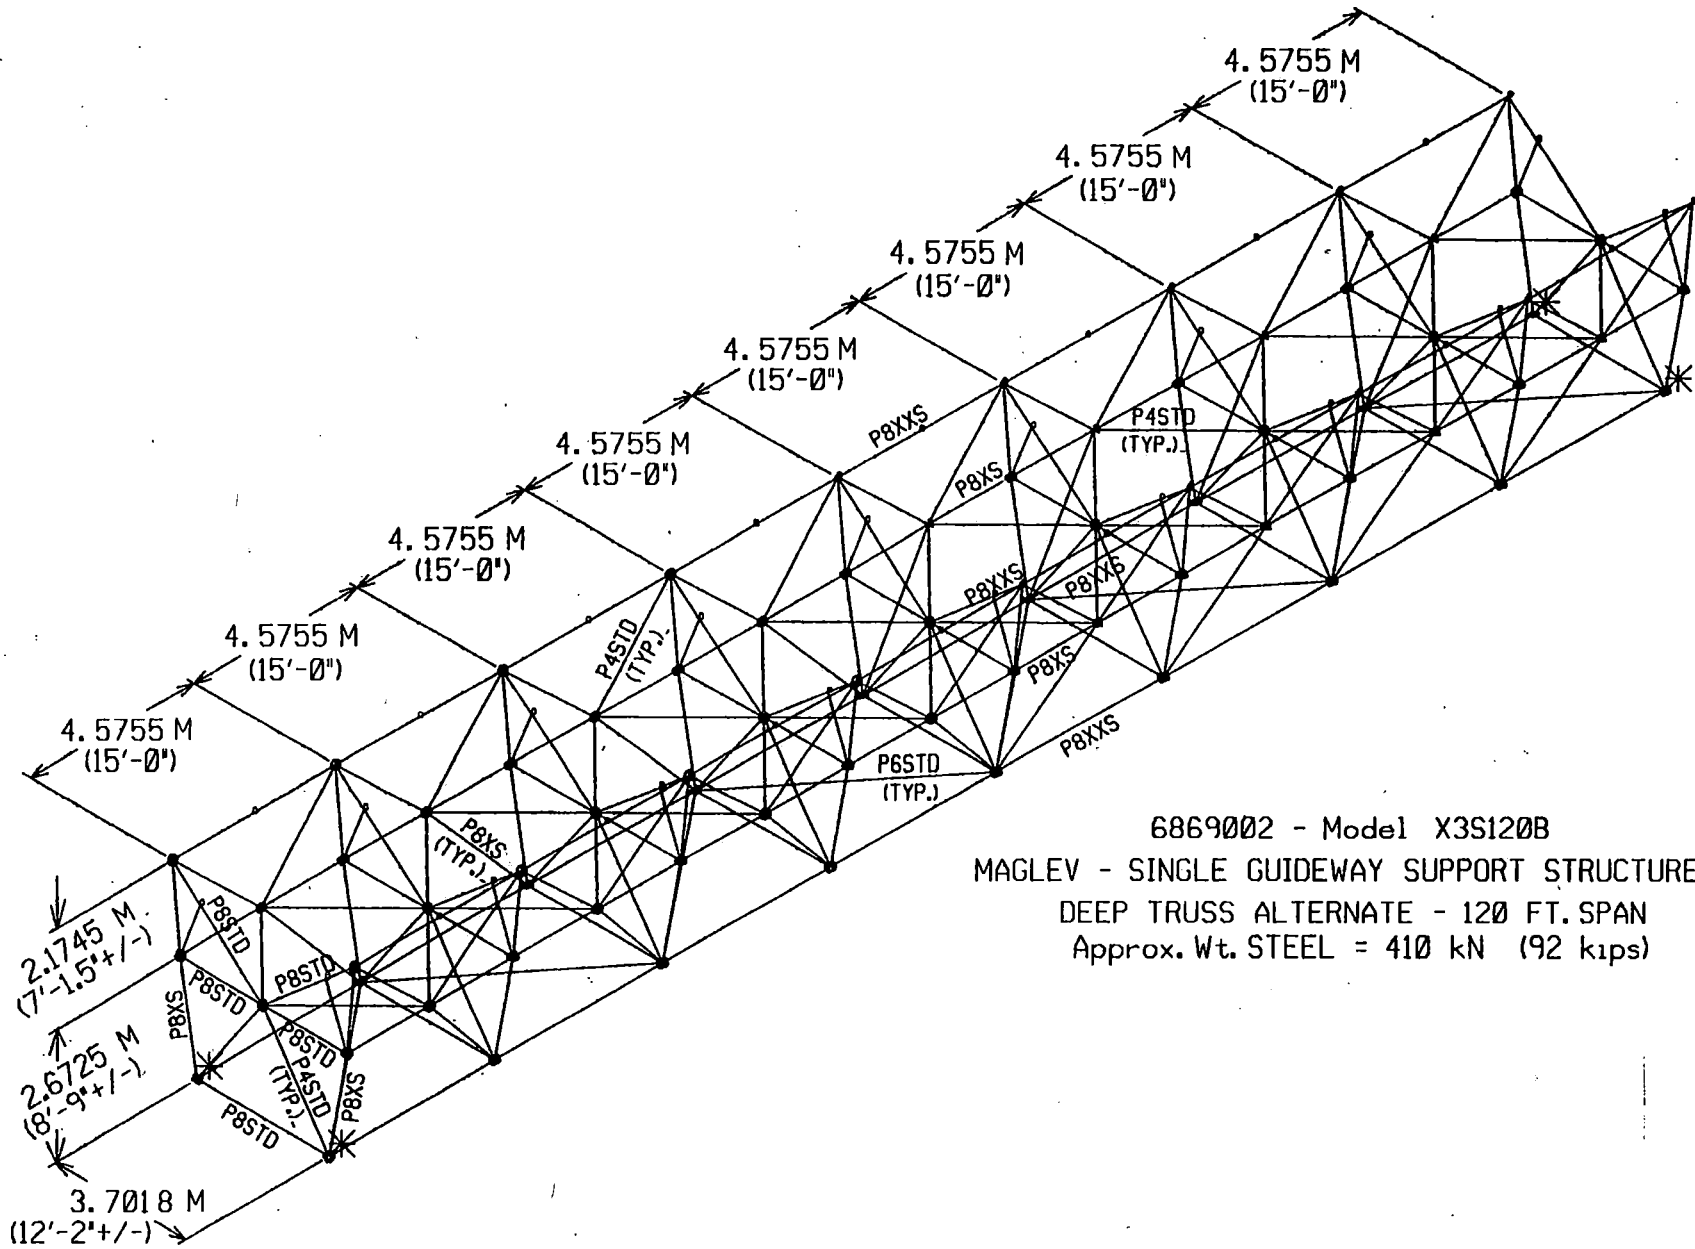 4.5755 M
(15'-0")
4.5755 M
(15'-0")
4.5755 M
(15'-0")
4.5755 M
(15'-0")
4.5755 M
(15'-0")
4.5755 M
(15'-0")
4.5755 M
(15'-0")
4.5755 M
(15'-0")
P8XXS
P4STD
(TYP.)
P8XS
P8XXS
P8XXS
P4STD
(TYP.)
P8XS
P8XXS
P6STD
(TYP.)
P8XS
(TYP.)
6869002 - Model X3S120B
MAGLEV - SINGLE GUIDEWAY SUPPORT STRUCTURE
DEEP TRUSS ALTERNATE - 120 FT. SPAN
Approx. Wt. STEEL = 410 kN (92 kips)
2.1745 M
(7'-1.5"+/-)
P8STD
P8STD
P8STD
P8XS
P8STD
P4STD
(TYP.)
P8XS
P8STD
2.6725 M
(8'-9"+/-)
3.7018 M
(12'-2"+/-)